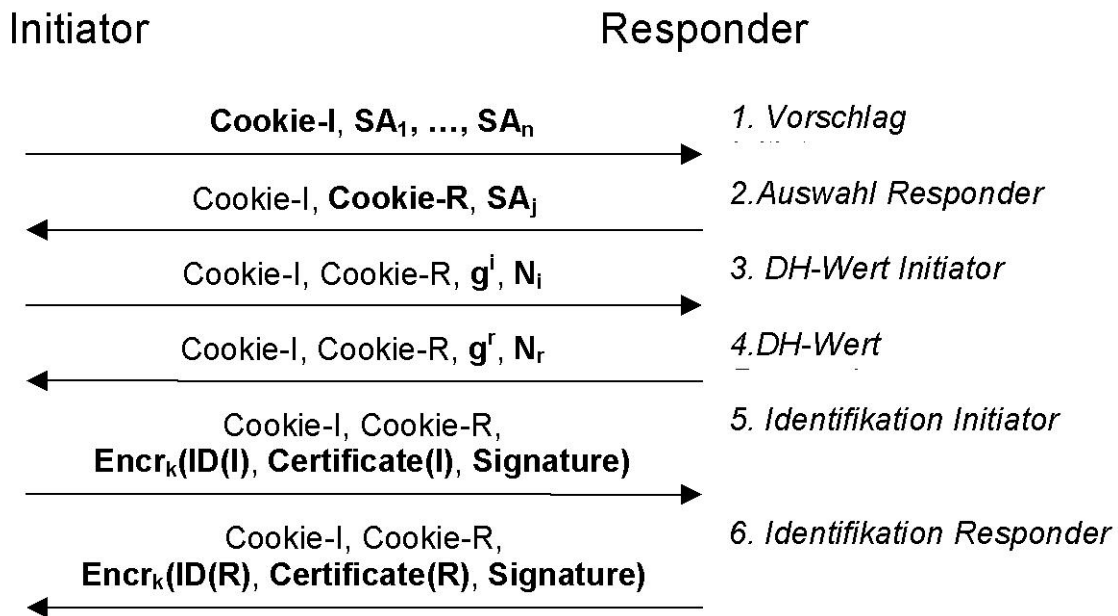 Initiator Responder
Cookie-I, SA₁, ..., SAₙ 1. Vorschlag
Cookie-I, Cookie-R, SAⱼ 2.Auswahl Responder
Cookie-I, Cookie-R, gⁱ, Nᵢ 3. DH-Wert Initiator
Cookie-I, Cookie-R, gʳ, Nᵣ 4.DH-Wert
Cookie-I, Cookie-R, 5. Identifikation Initiator
Encrₖ(ID(I), Certificate(I), Signature)
Cookie-I, Cookie-R, 6. Identifikation Responder
Encrₖ(ID(R), Certificate(R), Signature)